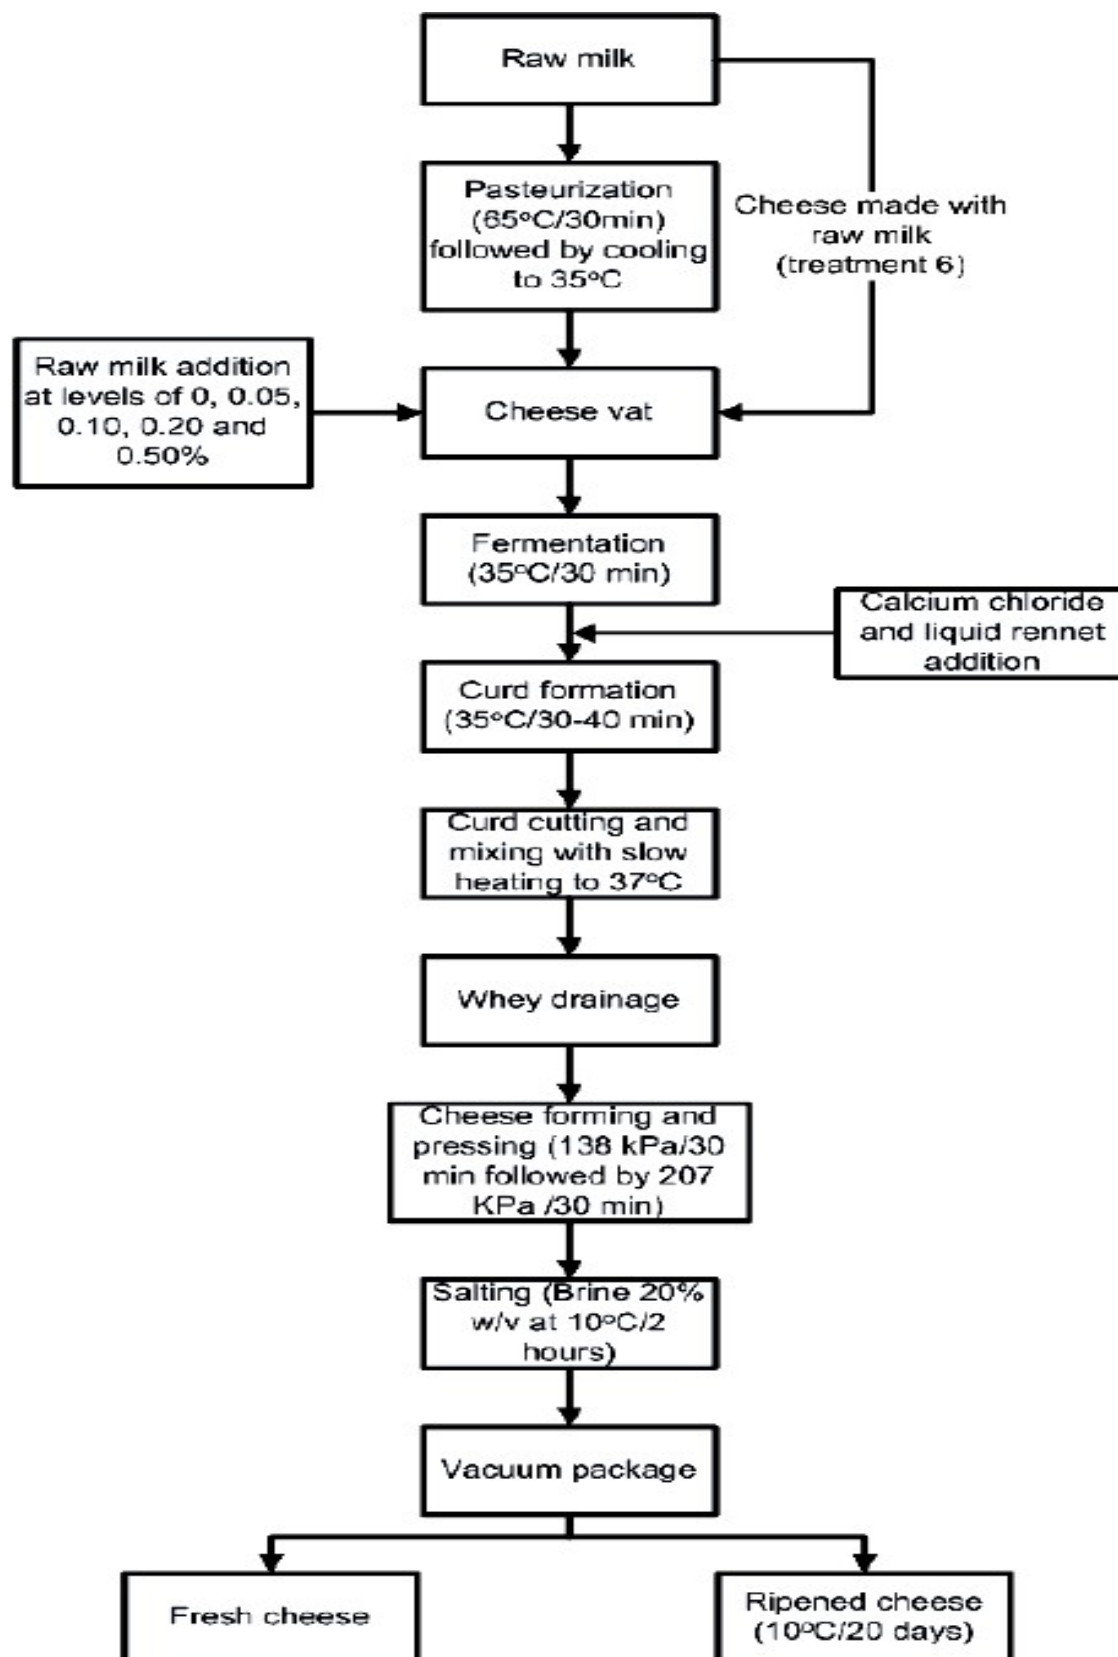 Raw milk
Pasteurization
(65ºC/30min)
followed by cooling
to 35ºC
Cheese made with
raw milk
(treatment 6)
Raw milk addition
at levels of 0, 0.05,
0.10, 0.20 and
0.50%
Cheese vat
Fermentation
(35ºC/30 min)
Calcium chloride
and liquid rennet
addition
Curd formation
(35ºC/30-40 min)
Curd cutting and
mixing with slow
heating to 37ºC
Whey drainage
Cheese forming and
pressing (138 kPa/30
min followed by 207
KPa /30 min)
Salting (Brine 20%
w/v at 10ºC/2
hours)
Vacuum package
Fresh cheese
Ripened cheese
(10ºC/20 days)